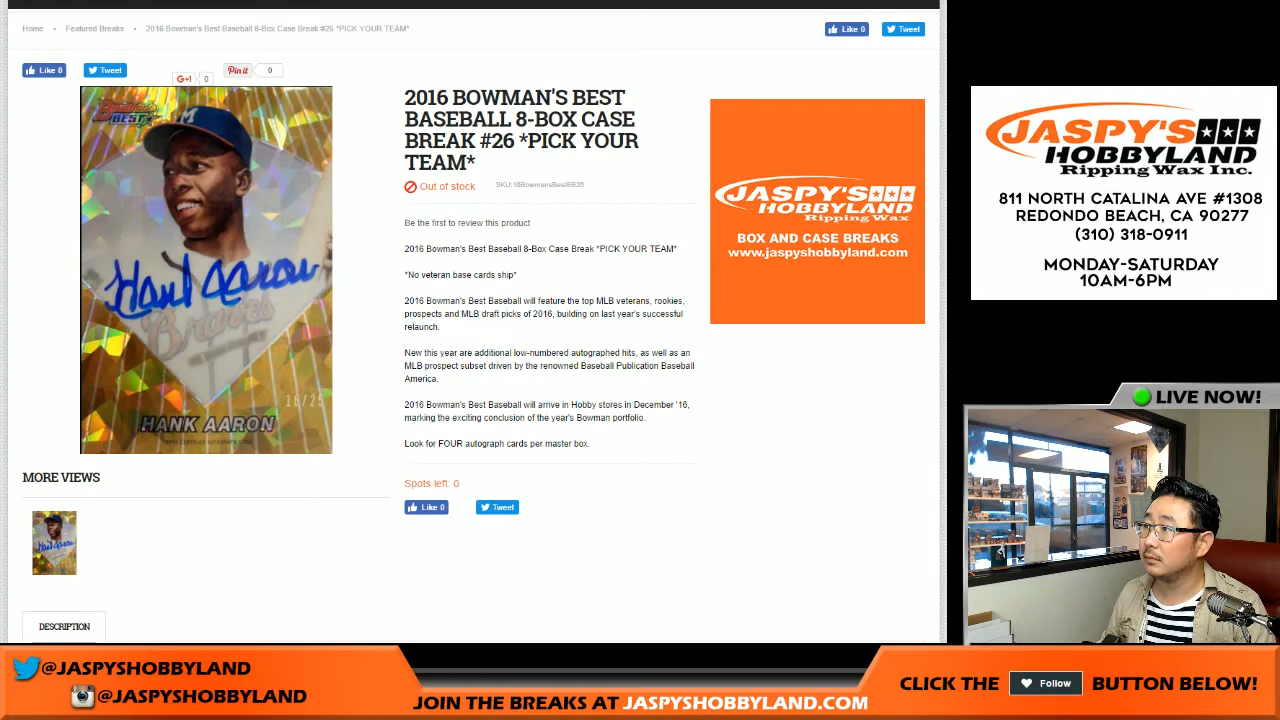 Home • Featured Breaks • 2016 Bowman's Best Baseball 8-Box Case Break #26 *PICK YOUR TEAM*
Like 0 Tweet
Like 0 Tweet
G+1 0 Pin it 0
Bowman's
BEST
M
Hank Aaron
Braves
16/25
HANK AARON
2016 BOWMAN'S BEST
BASEBALL 8-BOX CASE
BREAK #26 *PICK YOUR
TEAM*
Out of stock SKU:16BowmansBestBB26
Be the first to review this product
2016 Bowman's Best Baseball 8-Box Case Break *PICK YOUR TEAM*
*No veteran base cards ship*
2016 Bowman's Best Baseball will feature the top MLB veterans, rookies,
prospects and MLB draft picks of 2016, building on last year's successful
relaunch.
New this year are additional low-numbered autographed hits, as well as an
MLB prospect subset driven by the renowned Baseball Publication Baseball
America.
2016 Bowman's Best Baseball will arrive in Hobby stores in December '16,
marking the exciting conclusion of the year's Bowman portfolio.
Look for FOUR autograph cards per master box.
Spots left: 0
Like 0 Tweet
MORE VIEWS
DESCRIPTION
JASPY'S
HOBBYLAND
Ripping Wax
BOX AND CASE BREAKS
www.jaspyshobbyland.com
JASPY'S
HOBBYLAND
Ripping Wax Inc.
811 NORTH CATALINA AVE #1308
REDONDO BEACH, CA 90277
(310) 318-0911
MONDAY-SATURDAY
10AM-6PM
LIVE NOW!
@JASPYSHOBBYLAND
@JASPYSHOBBYLAND
JOIN THE BREAKS AT JASPYSHOBBYLAND.COM
CLICK THE Follow BUTTON BELOW!